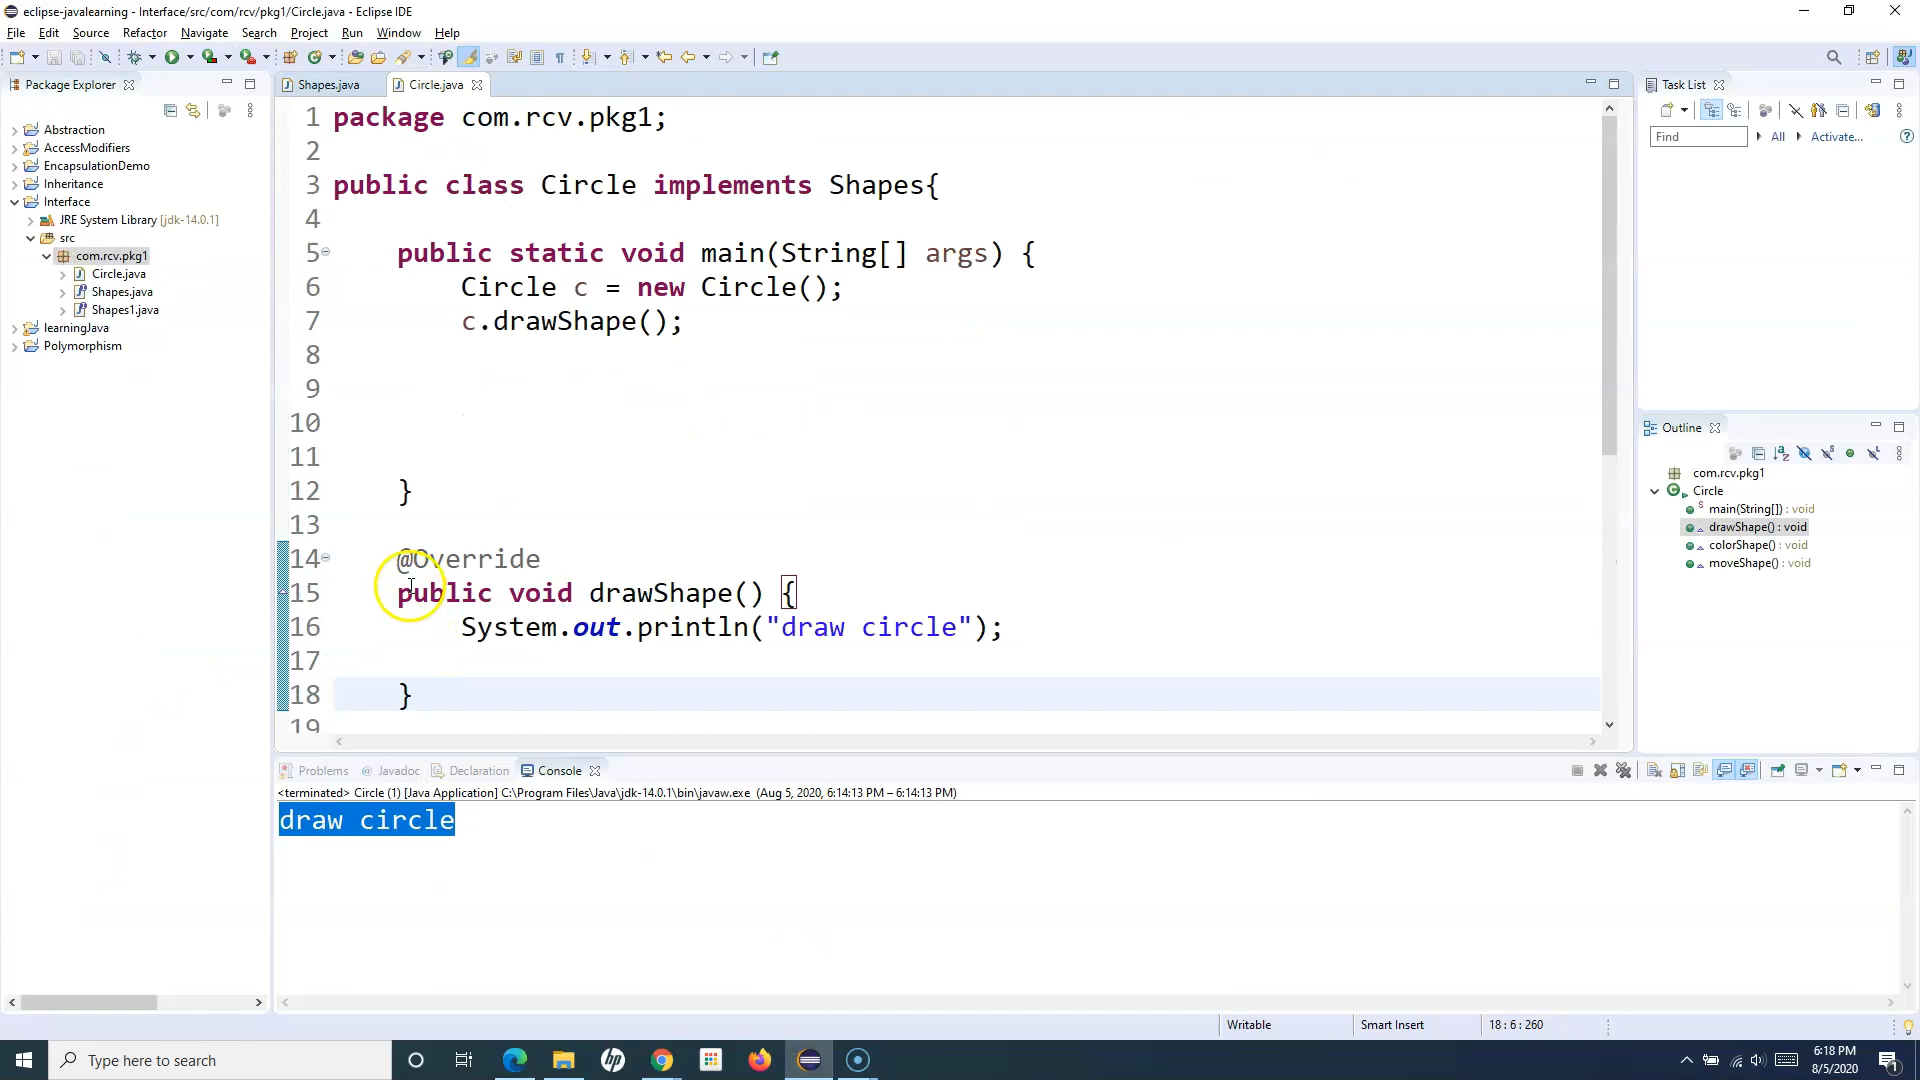 eclipse-javalearning - Interface/src/com/rcv/pkg1/Circle.java - Eclipse IDE
File Edit Source Refactor Navigate Search Project Run Window Help
Package Explorer
Abstraction
AccessModifiers
EncapsulationDemo
Inheritance
Interface
JRE System Library [jdk-14.0.1]
src
com.rcv.pkg1
Circle.java
Shapes.java
Shapes1.java
learningJava
Polymorphism
Shapes.java Circle.java
1 package com.rcv.pkg1;
2
3 public class Circle implements Shapes{
4
5 public static void main(String[] args) {
6 Circle c = new Circle();
7 c.drawShape();
8
9
10
11
12 }
13
14 @Override
15 public void drawShape() {
16 System.out.println("draw circle");
17
18 }
19
Task List
Find All Activate...
Outline
com.rcv.pkg1
Circle
main(String[]) : void
drawShape() : void
colorShape() : void
moveShape() : void
Problems @ Javadoc Declaration Console
<terminated> Circle (1) [Java Application] C:\Program Files\Java\jdk-14.0.1\bin\javaw.exe (Aug 5, 2020, 6:14:13 PM – 6:14:13 PM)
draw circle
Writable Smart Insert 18 : 6 : 260
Type here to search
6:18 PM
8/5/2020